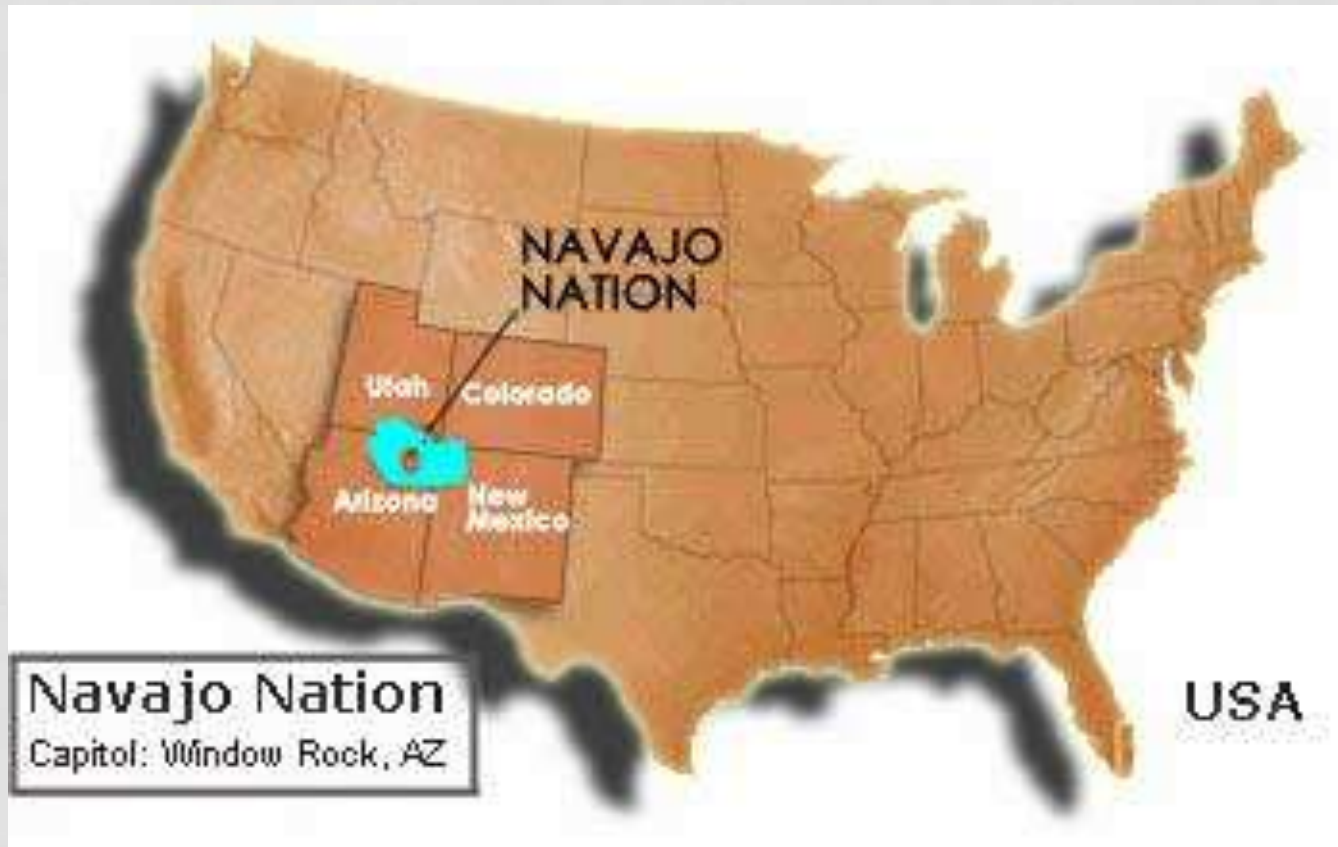 NAVAJO
NATION
Utah
Colorado
Arizona
New
Mexico
Navajo Nation
Capitol: Window Rock, AZ
USA